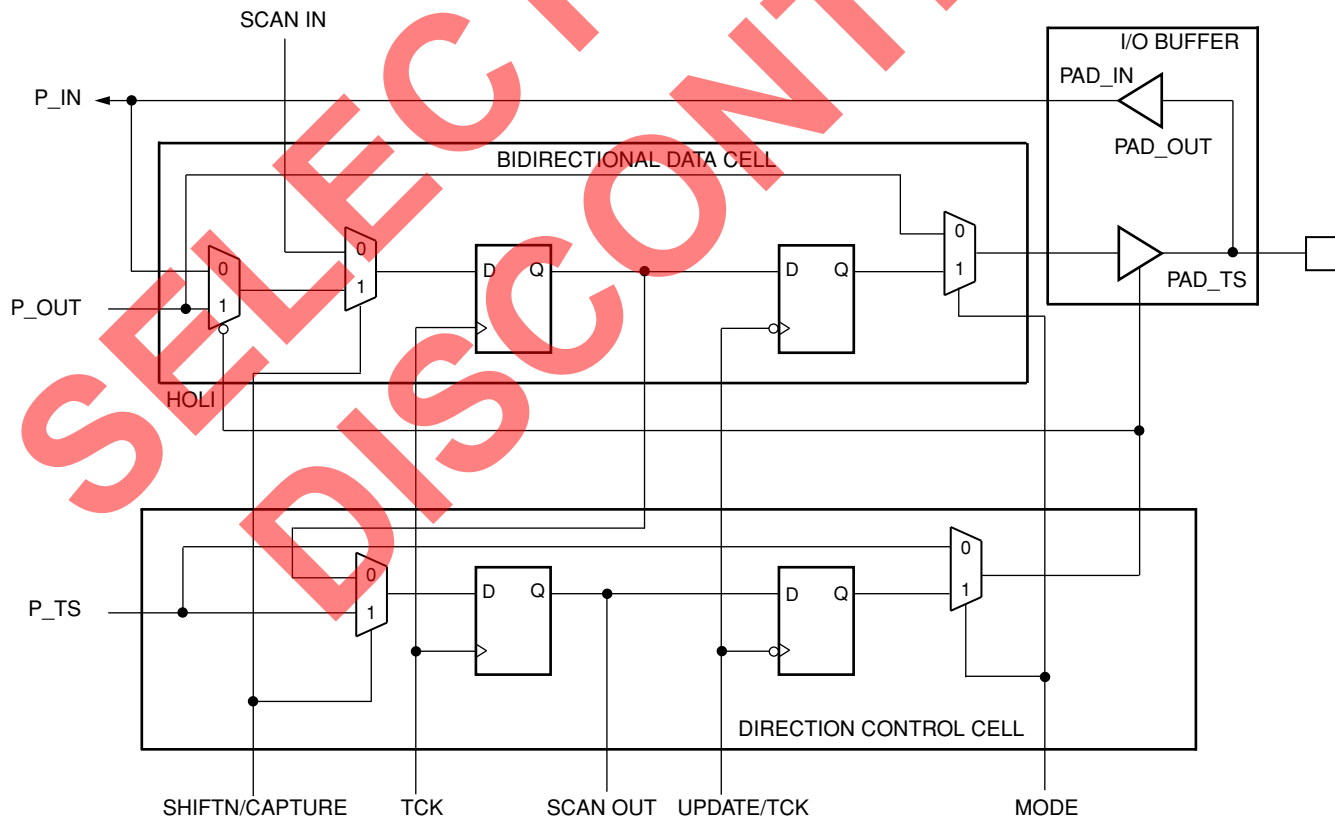 SCAN IN
I/O BUFFER
P_IN
PAD_IN
PAD_OUT
BIDIRECTIONAL DATA CELL
0
1
0
1
D Q
D Q
0
1
P_OUT
PAD_TS
HOLI
P_TS
0
1
D Q
D Q
0
1
DIRECTION CONTROL CELL
SHIFTN/CAPTURE
TCK
SCAN OUT
UPDATE/TCK
MODE
SELECT
DISCONT